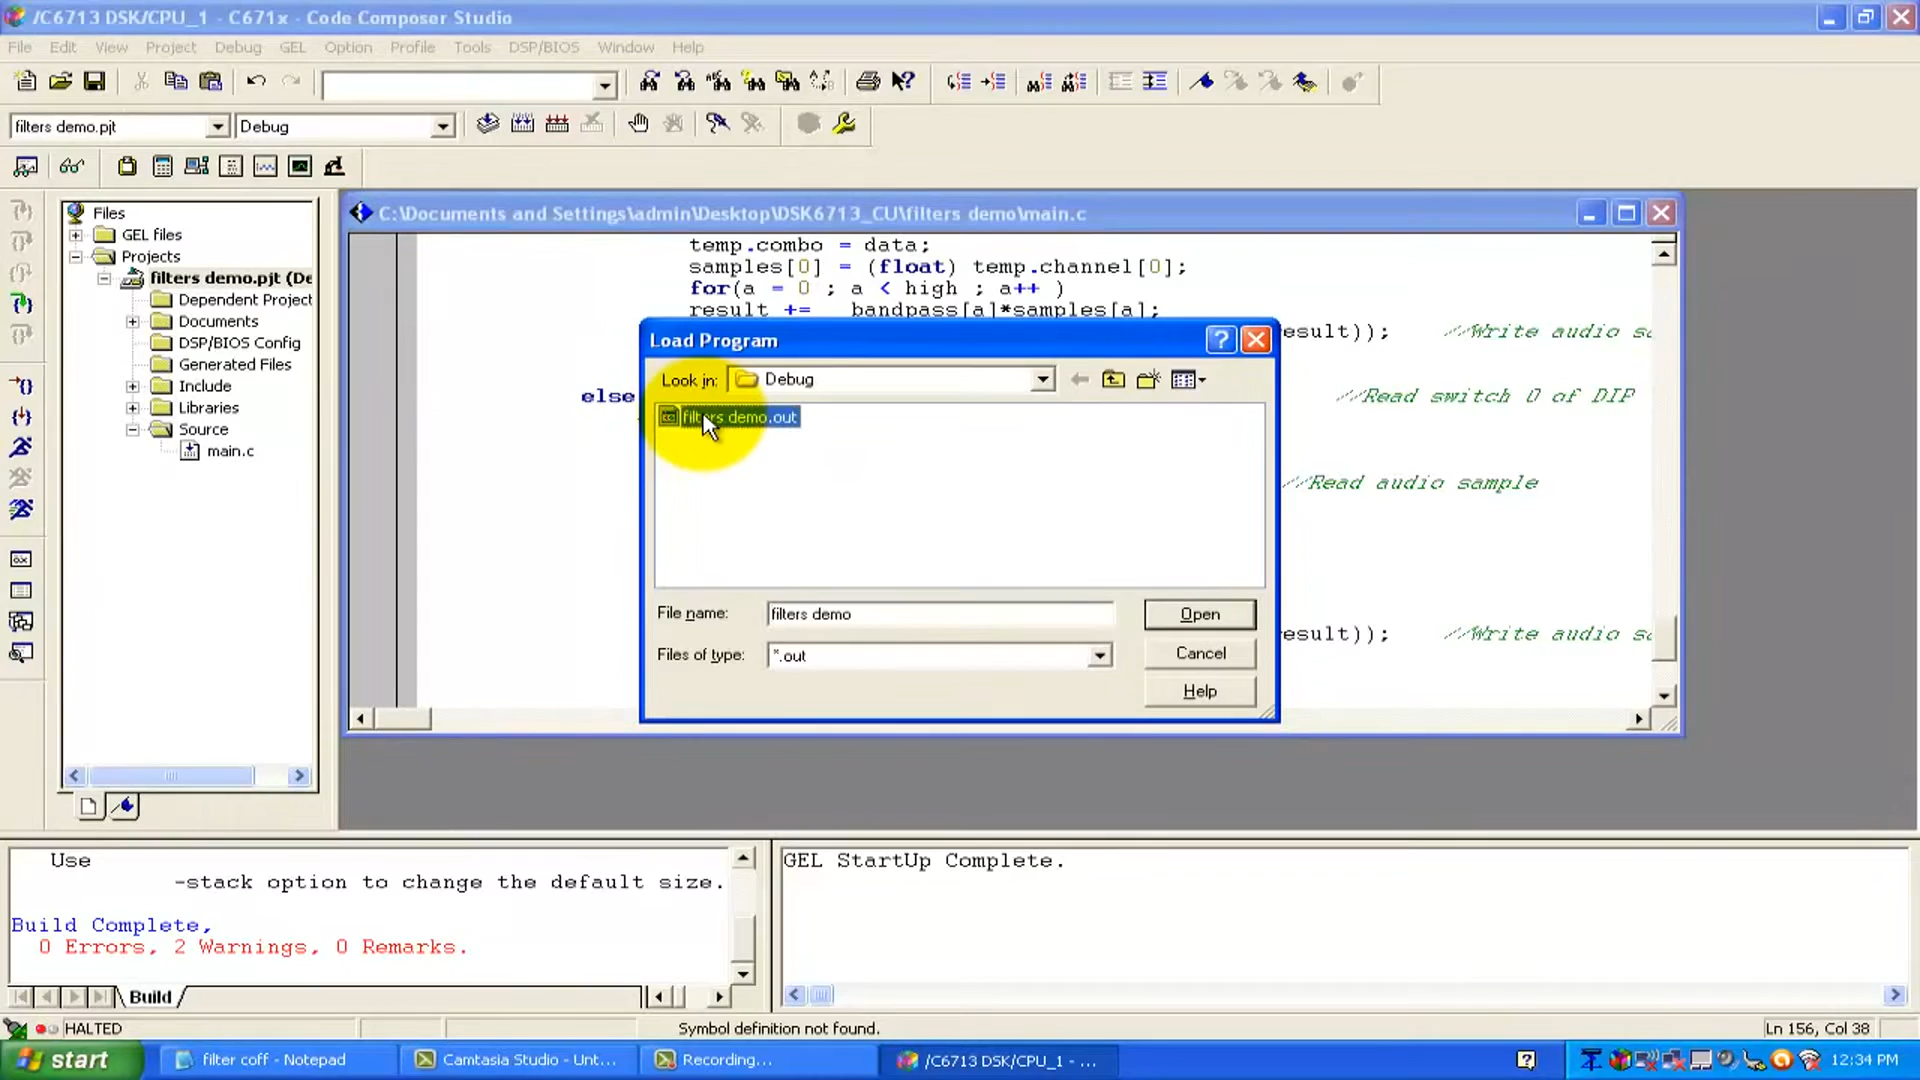 /C6713 DSK/CPU_1 - C671x - Code Composer Studio
File Edit View Project Debug GEL Option Profile Tools DSP/BIOS Window Help
filters demo.pjt Debug
Files
GEL files
Projects
filters demo.pjt (De
Dependent Project
Documents
DSP/BIOS Config
Generated Files
Include
Libraries
Source
main.c
C:\Documents and Settings\admin\Desktop\DSK6713_CU\filters demo\main.c
temp.combo = data;
samples[0] = (float) temp.channel[0];
for(a = 0 ; a < high ; a++ )
result += bandpass[a]*samples[a];
esult)); //Write audio sa
else //Read switch 0 of DIP
//Read audio sample
esult)); //Write audio sa
Load Program
Look in: Debug
filters demo.out
File name: filters demo Open
Files of type: *.out Cancel
Help
Use
-stack option to change the default size.
Build Complete,
0 Errors, 2 Warnings, 0 Remarks.
Build
GEL StartUp Complete.
HALTED Symbol definition not found. Ln 156, Col 38
start filter coff - Notepad Camtasia Studio - Unt... Recording... /C6713 DSK/CPU_1 - ... 12:34 PM